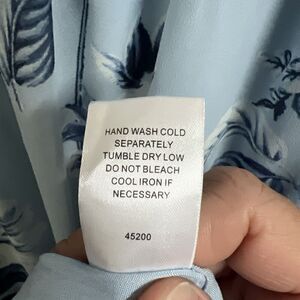 HAND WASH COLD
SEPARATELY
TUMBLE DRY LOW
DO NOT BLEACH
COOL IRON IF
NECESSARY
45200